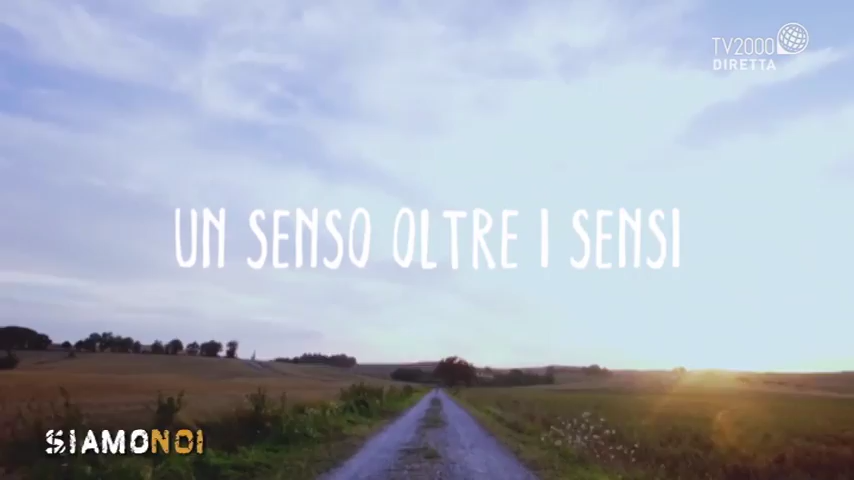 TV2000
DIRETTA
UN SENSO OLTRE I SENSI
SIAMONOI